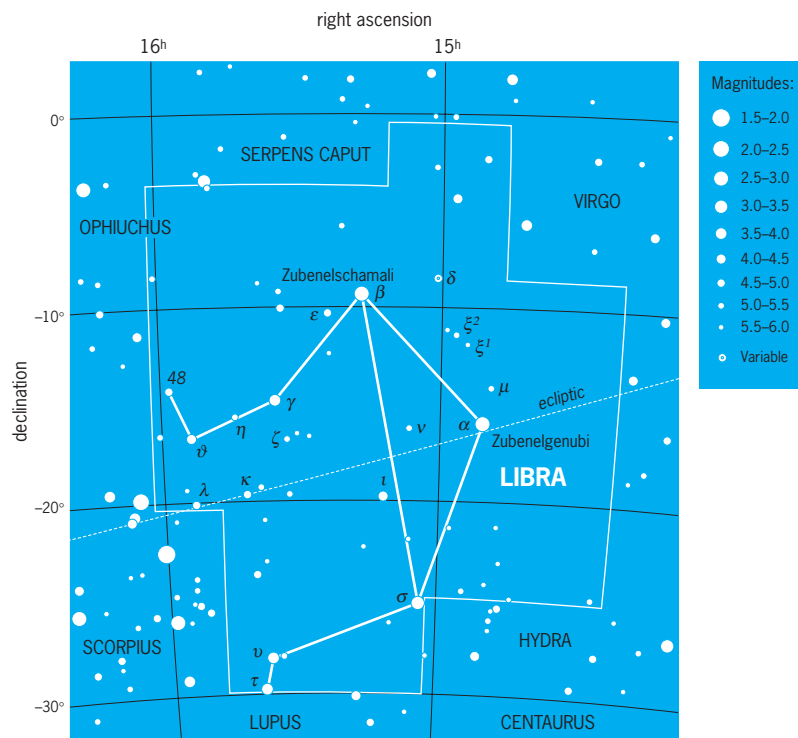 right ascension
16h
15h
Magnitudes:
1.5–2.0
2.0–2.5
2.5–3.0
3.0–3.5
3.5–4.0
4.0–4.5
4.5–5.0
5.0–5.5
5.5–6.0
Variable
declination
0°
–10°
–20°
–30°
SERPENS CAPUT
VIRGO
OPHIUCHUS
Zubenelschamali
β
δ
ε
ξ²
ξ¹
48
γ
μ
ecliptic
η
ϑ
ζ
ν
α
Zubenelgenubi
LIBRA
λ
κ
ι
σ
HYDRA
SCORPIUS
υ
τ
LUPUS
CENTAURUS